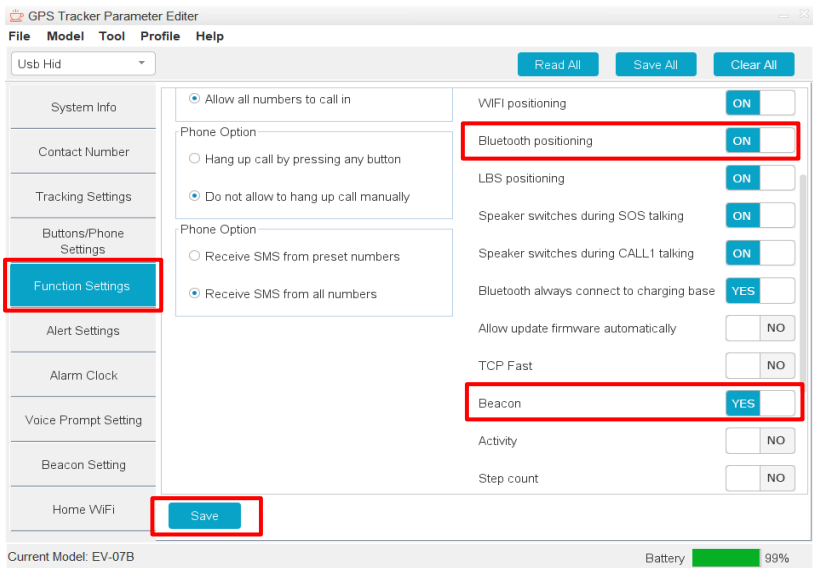 GPS Tracker Parameter Editer
File Model Tool Profile Help
Usb Hid
Read All
Save All
Clear All
System Info
Contact Number
Tracking Settings
Buttons/Phone
Settings
Function Settings
Alert Settings
Alarm Clock
Voice Prompt Setting
Beacon Setting
Home WiFi
Allow all numbers to call in
Phone Option
Hang up call by pressing any button
Do not allow to hang up call manually
Phone Option
Receive SMS from preset numbers
Receive SMS from all numbers
WIFI positioning ON
Bluetooth positioning ON
LBS positioning ON
Speaker switches during SOS talking ON
Speaker switches during CALL1 talking ON
Bluetooth always connect to charging base YES
Allow update firmware automatically NO
TCP Fast NO
Beacon YES
Activity NO
Step count NO
Save
Current Model: EV-07B
Battery 99%